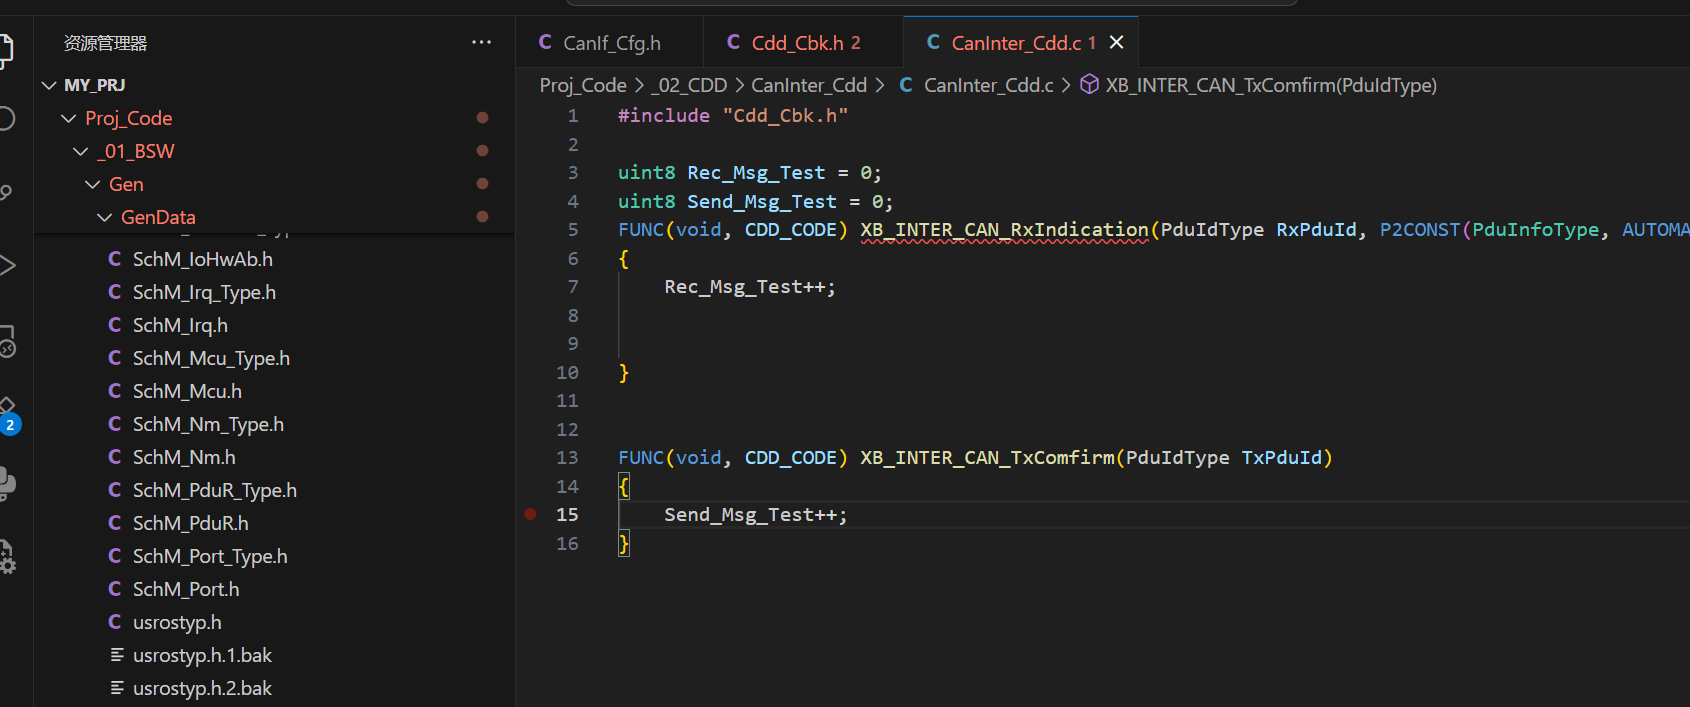 资源管理器 ···
MY_PRJ
Proj_Code
_01_BSW
Gen
GenData
SchM_IoHwAb.h
SchM_Irq_Type.h
SchM_Irq.h
SchM_Mcu_Type.h
SchM_Mcu.h
SchM_Nm_Type.h
SchM_Nm.h
SchM_PduR_Type.h
SchM_PduR.h
SchM_Port_Type.h
SchM_Port.h
usrostyp.h
usrostyp.h.1.bak
usrostyp.h.2.bak
2
C CanIf_Cfg.h C Cdd_Cbk.h 2 C CanInter_Cdd.c 1
Proj_Code > _02_CDD > CanInter_Cdd > C CanInter_Cdd.c > XB_INTER_CAN_TxComfirm(PduIdType)
1 #include "Cdd_Cbk.h"
2
3 uint8 Rec_Msg_Test = 0;
4 uint8 Send_Msg_Test = 0;
5 FUNC(void, CDD_CODE) XB_INTER_CAN_RxIndication(PduIdType RxPduId, P2CONST(PduInfoType, AUTOMA
6 {
7 Rec_Msg_Test++;
8
9
10 }
11
12
13 FUNC(void, CDD_CODE) XB_INTER_CAN_TxComfirm(PduIdType TxPduId)
14 {
15 Send_Msg_Test++;
16 }